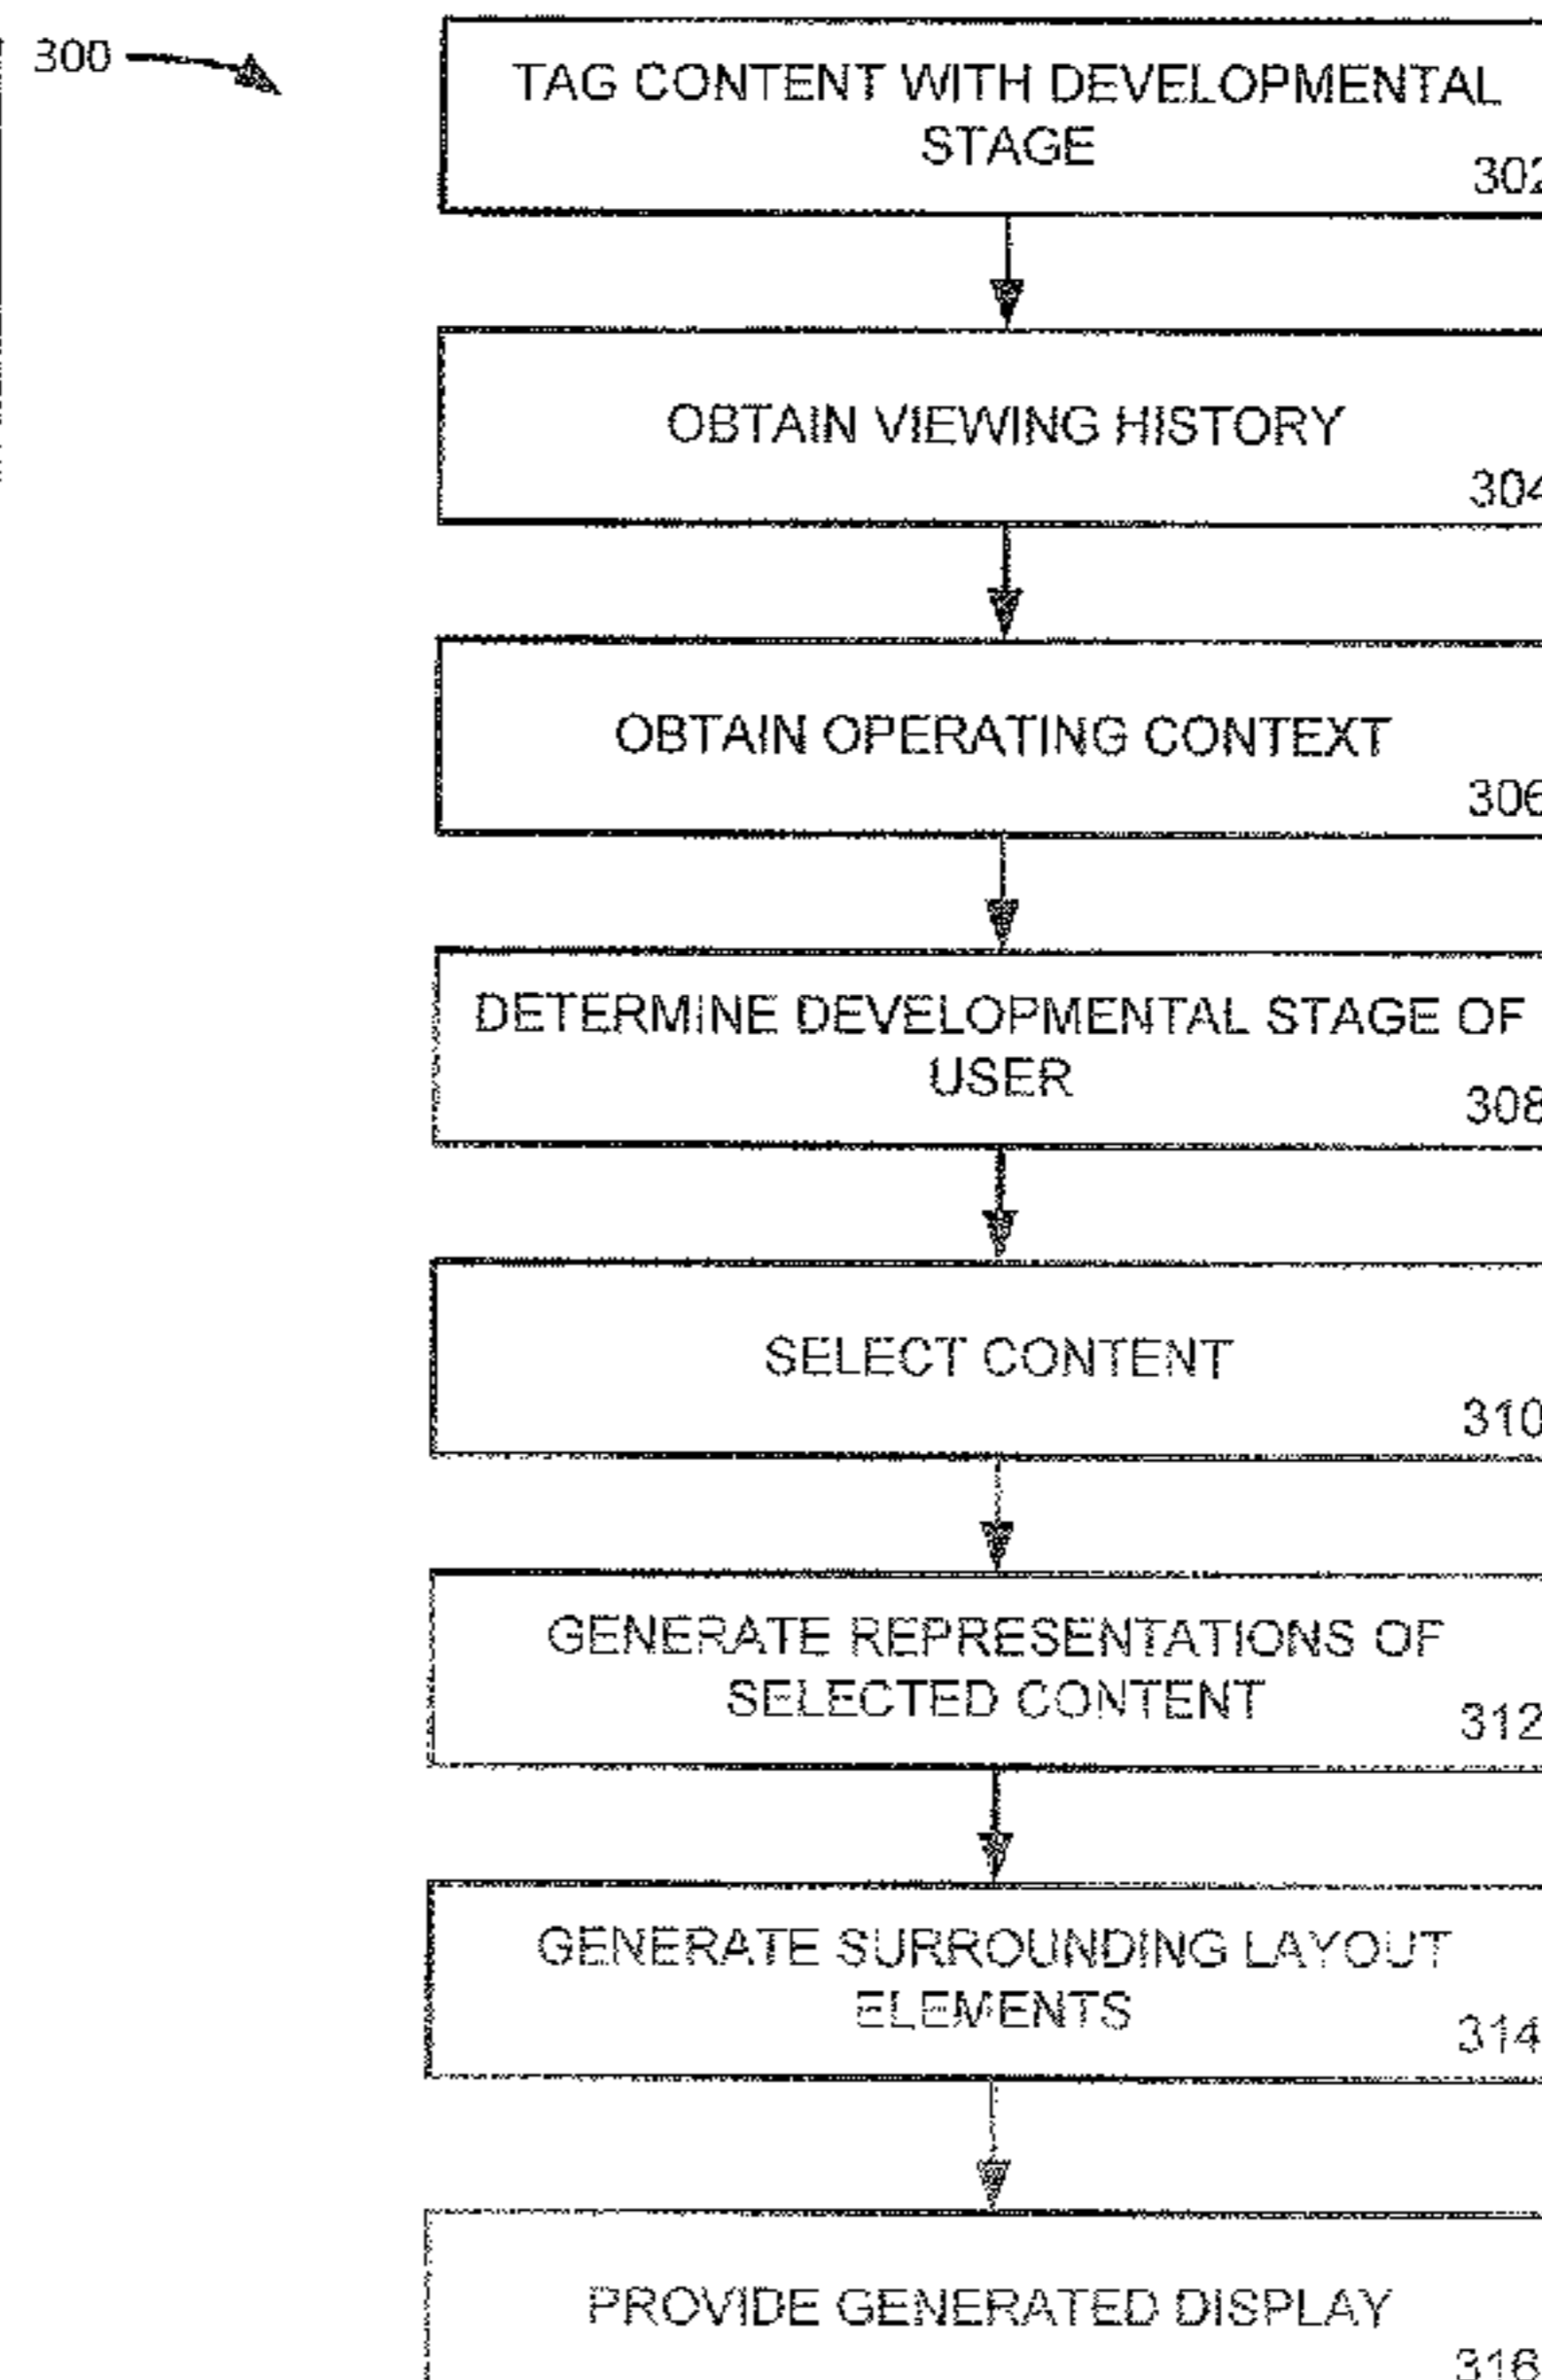 300
TAG CONTENT WITH DEVELOPMENTAL
STAGE
302
OBTAIN VIEWING HISTORY
304
OBTAIN OPERATING CONTEXT
306
DETERMINE DEVELOPMENTAL STAGE OF
USER
308
SELECT CONTENT
310
GENERATE REPRESENTATIONS OF
SELECTED CONTENT
312
GENERATE SURROUNDING LAYOUT
ELEMENTS
314
PROVIDE GENERATED DISPLAY
316